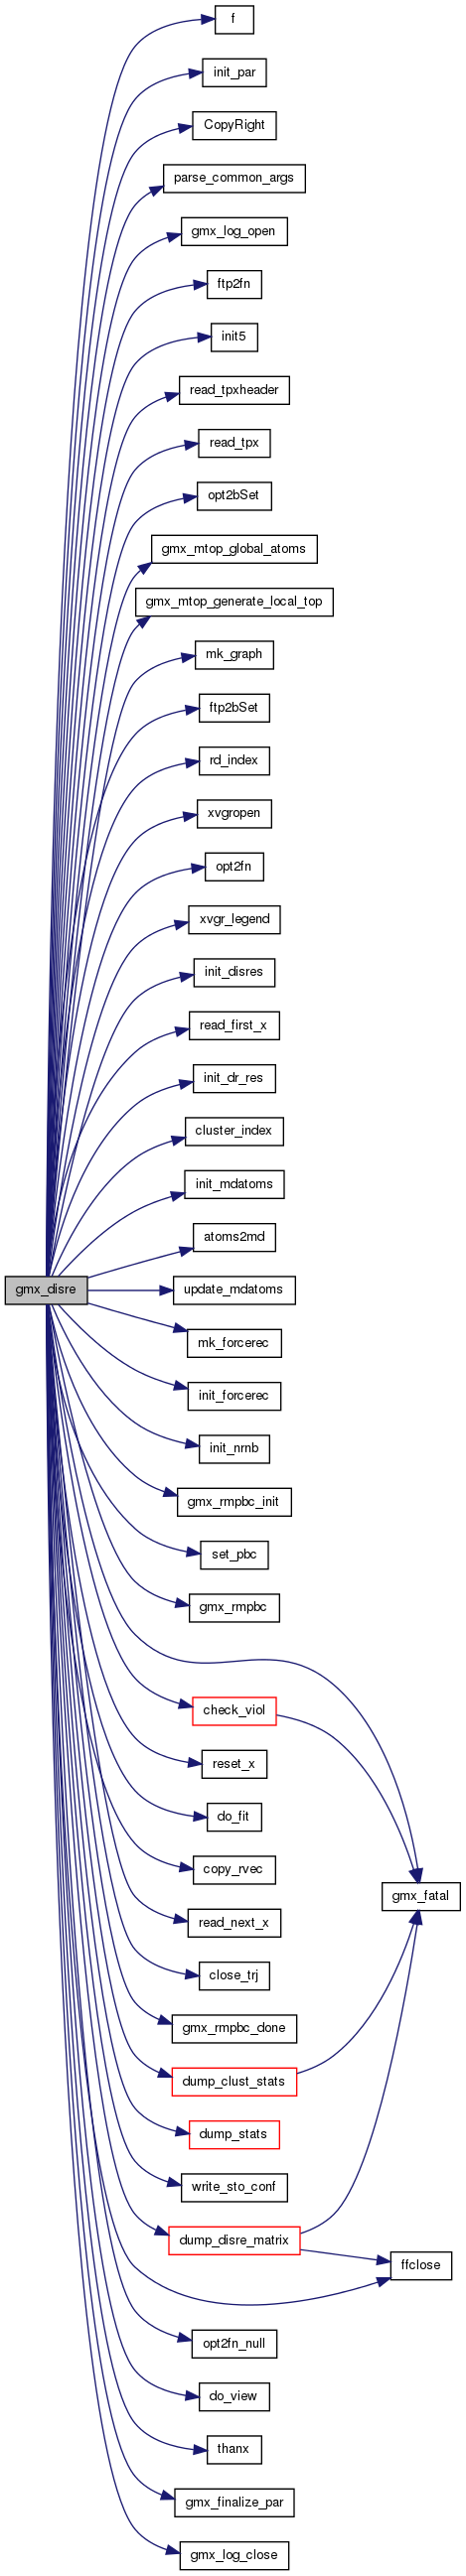 f
init_par
CopyRight
parse_common_args
gmx_log_open
ftp2fn
init5
read_tpxheader
read_tpx
opt2bSet
gmx_mtop_global_atoms
gmx_mtop_generate_local_top
mk_graph
ftp2bSet
rd_index
xvgropen
opt2fn
xvgr_legend
init_disres
read_first_x
init_dr_res
cluster_index
init_mdatoms
atoms2md
gmx_disre
update_mdatoms
mk_forcerec
init_forcerec
init_nrnb
gmx_rmpbc_init
set_pbc
gmx_rmpbc
check_viol
reset_x
do_fit
copy_rvec
gmx_fatal
read_next_x
close_trj
gmx_rmpbc_done
dump_clust_stats
dump_stats
write_sto_conf
dump_disre_matrix
ffclose
opt2fn_null
do_view
thanx
gmx_finalize_par
gmx_log_close